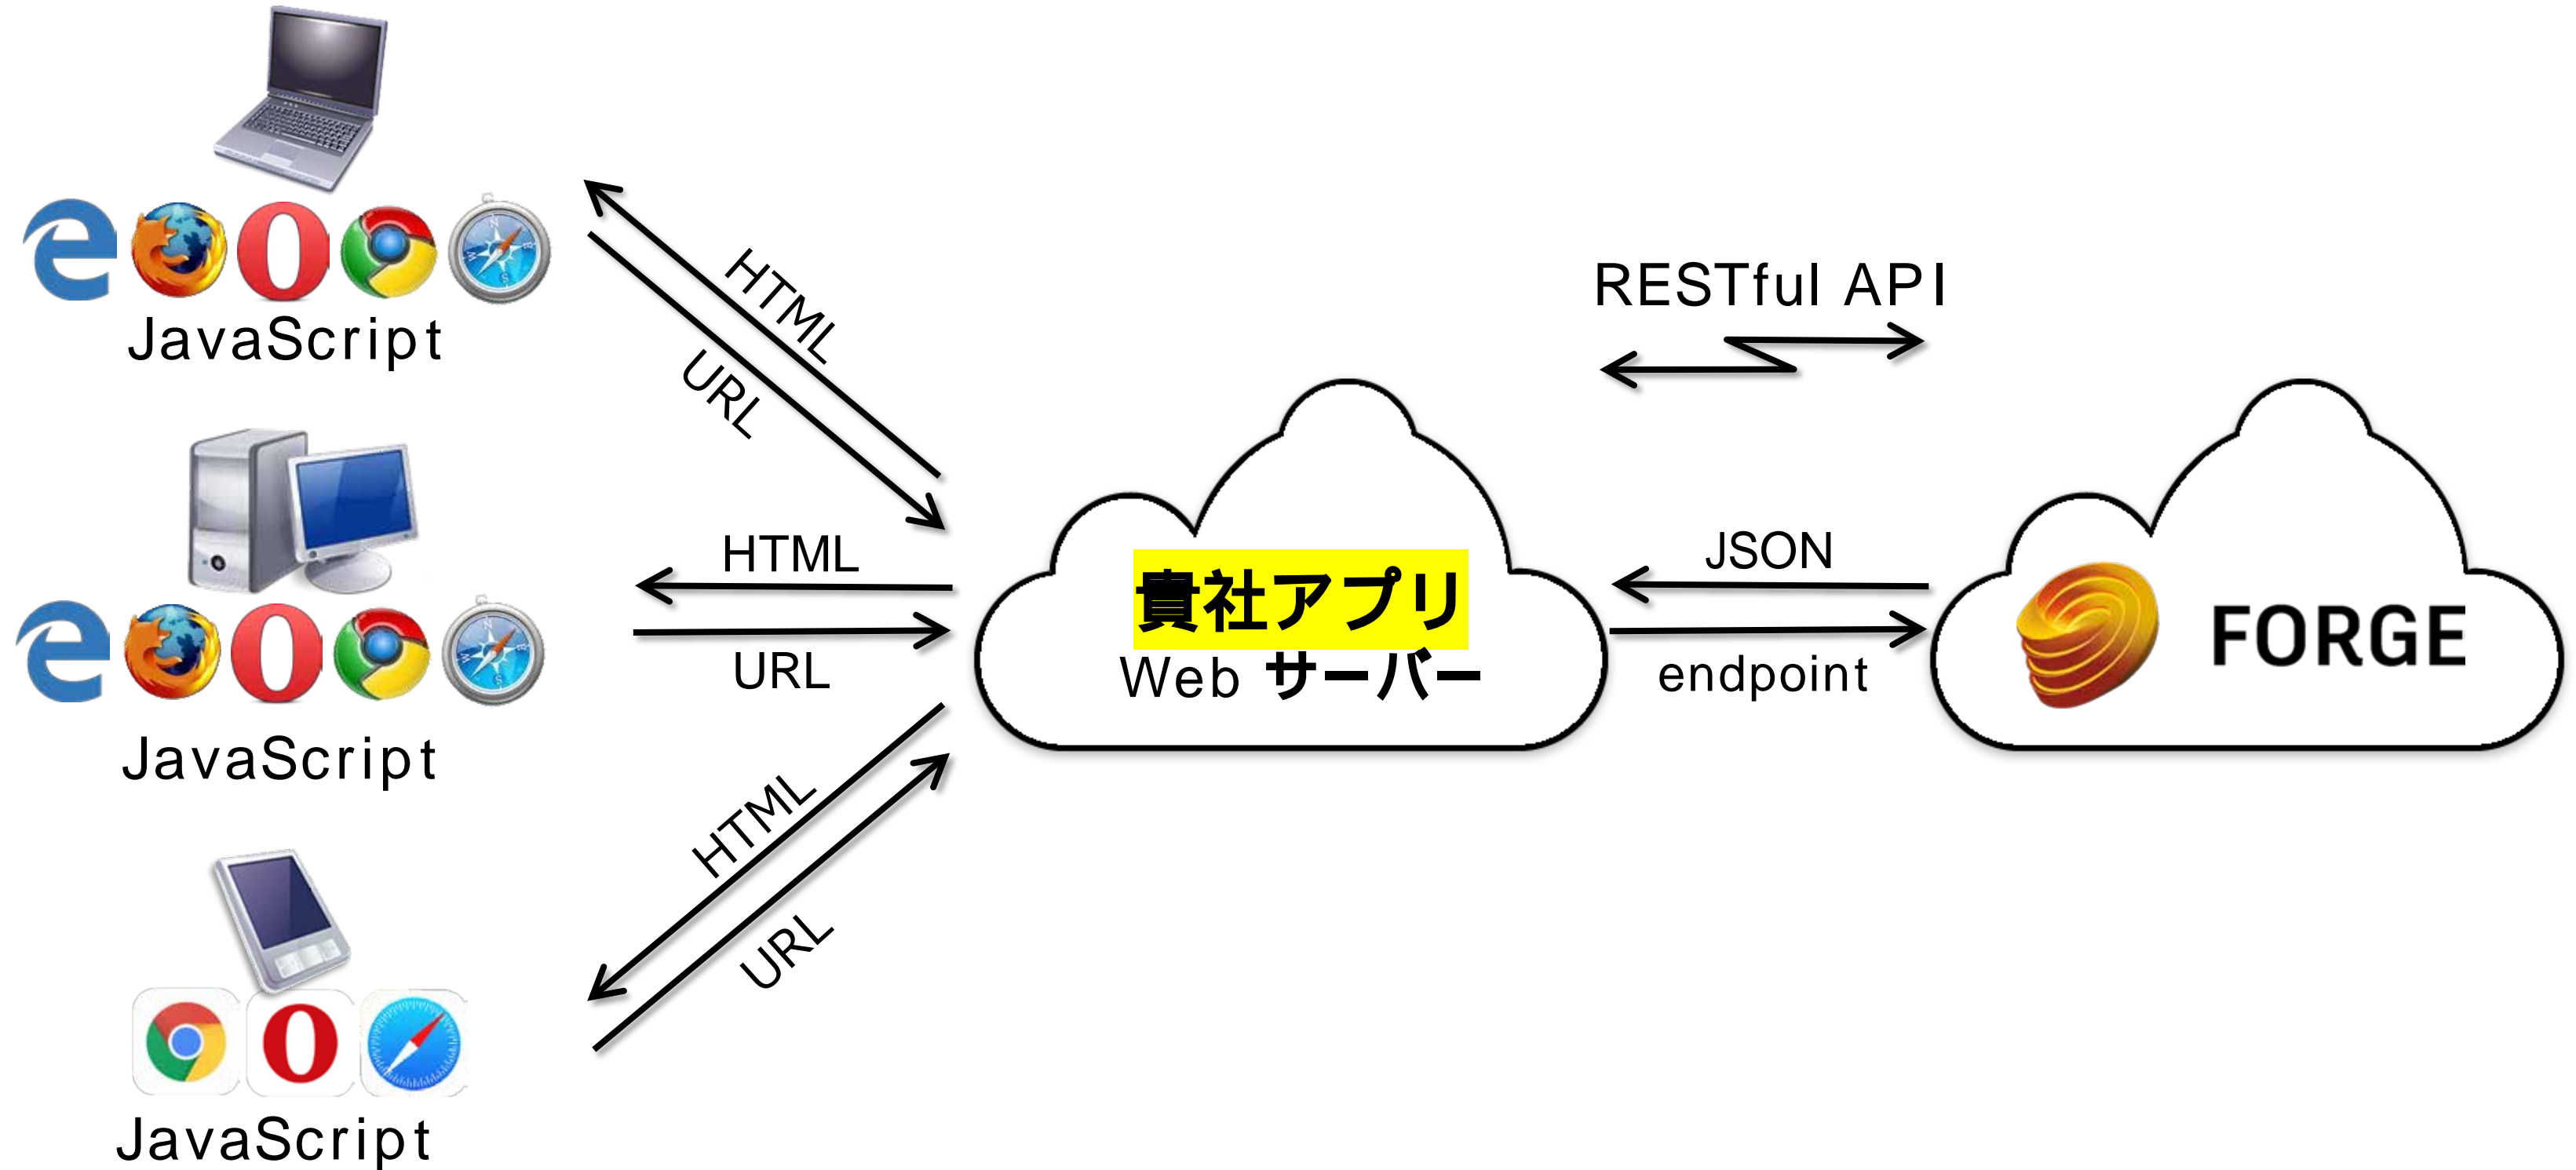 JavaScript
HTML
URL
RESTful API
HTML
URL
貴社アプリ
Web サーバー
JSON
endpoint
FORGE
JavaScript
HTML
URL
JavaScript